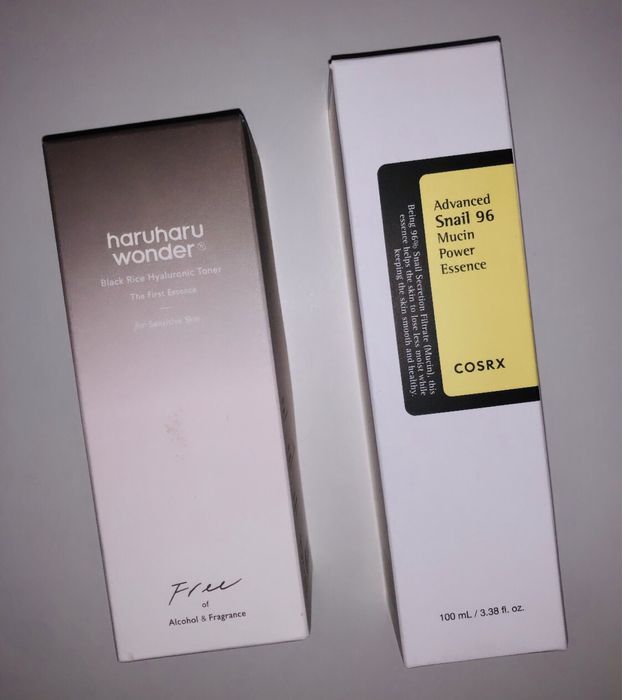 haruharu
wonder®
Black Rice Hyaluronic Toner
The First Essence
for Sensitive Skin
Free
of
Alcohol & Fragrance
Advanced
Snail 96
Mucin
Power
Essence
COSRX
Being 96% Snail Secretion Filtrate (Mucin), this
essence helps the skin to lose less moist while
keeping the skin smooth and healthy.
100 mL / 3.38 fl. oz.